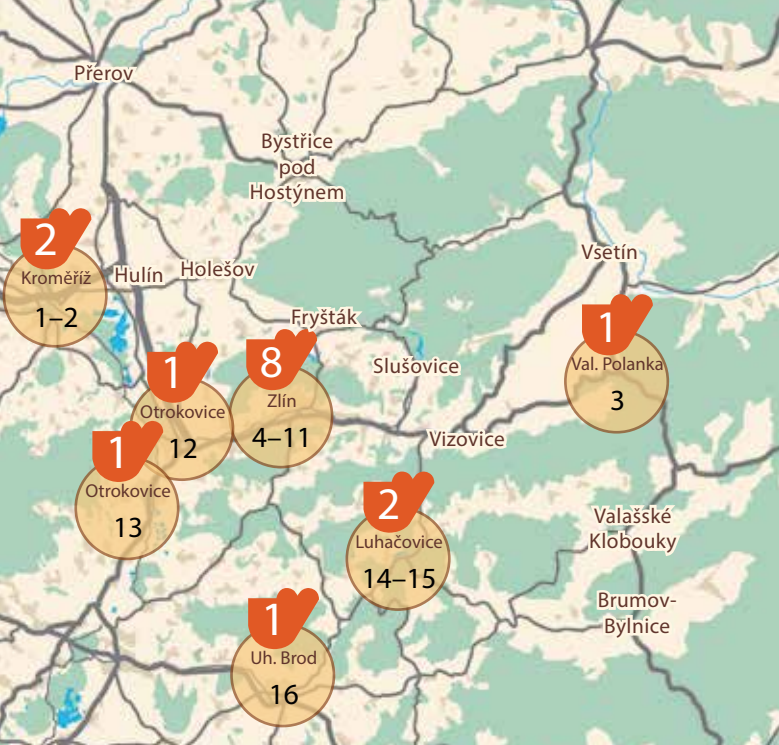 Přerov
Bystřice
pod
Hostýnem
2
Kroměříž
1–2
Hulín
Holešov
Vsetín
Fryšták
1
Val. Polanka
3
Slušovice
1
Otrokovice
12
8
Zlín
4–11
Vizovice
1
Otrokovice
13
2
Luhačovice
14–15
Valašské
Klobouky
Brumov-
Bylnice
1
Uh. Brod
16